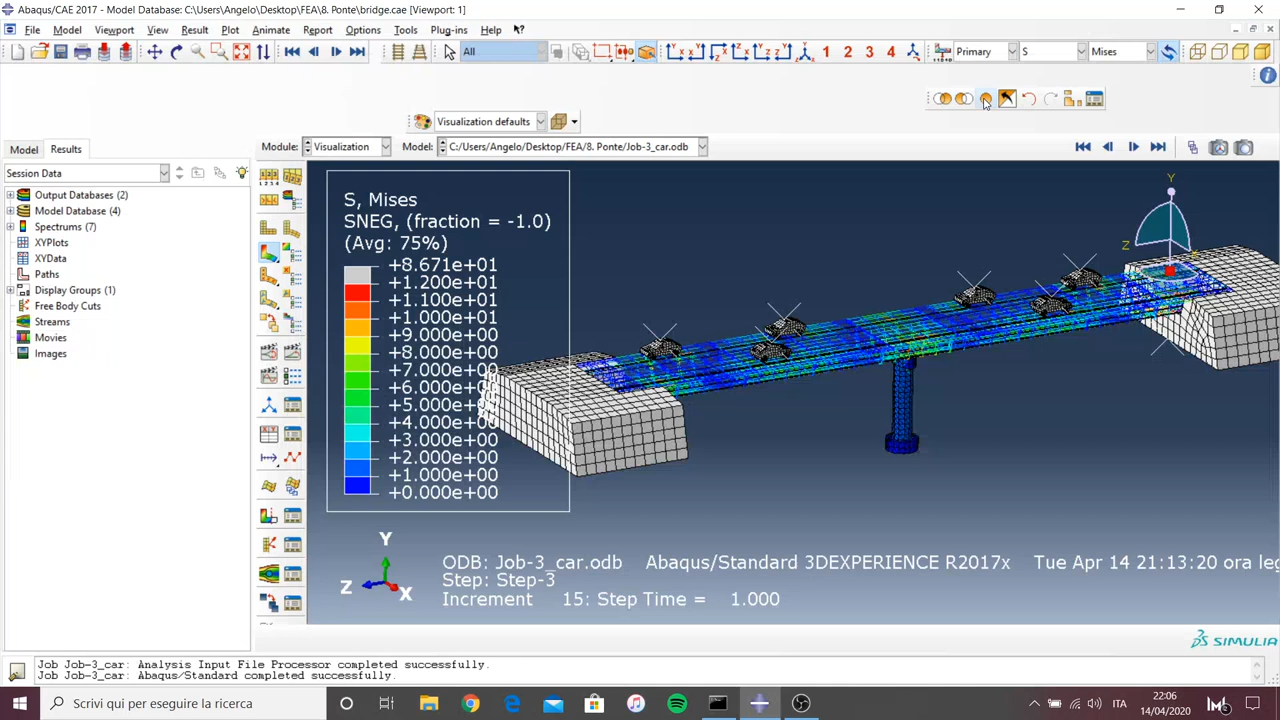 Abaqus/CAE 2017 - Model Database: C:\Users\Angelo\Desktop\FEA\8. Ponte\bridge.cae [Viewport: 1]
File Model Viewport View Result Plot Animate Report Options Tools Plug-ins Help
All 1 2 3 4 Primary S Mises
Visualization defaults
Model Results Module: Visualization Model: C:/Users/Angelo/Desktop/FEA/8. Ponte/Job-3_car.odb
Session Data
Output Databases (2)
Model Database (4)
Spectrums (7)
XYPlots
XYData
Paths
Display Groups (1)
Free Body Cuts
Streams
Movies
Images
S, Mises
SNEG, (fraction = -1.0)
(Avg: 75%)
+8.671e+01
+1.200e+01
+1.100e+01
+1.000e+01
+9.000e+00
+8.000e+00
+7.000e+00
+6.000e+00
+5.000e+00
+4.000e+00
+3.000e+00
+2.000e+00
+1.000e+00
+0.000e+00
Y
Z
Y
Z
X
ODB: Job-3_car.odb Abaqus/Standard 3DEXPERIENCE R2017x Tue Apr 14 21:13:20 ora leg
Step: Step-3
Increment 15: Step Time = 1.000
SIMULIA
Job Job-3_car: Analysis Input File Processor completed successfully.
Job Job-3_car: Abaqus/Standard completed successfully.
Scrivi qui per eseguire la ricerca
ITA
22:06
14/04/2020